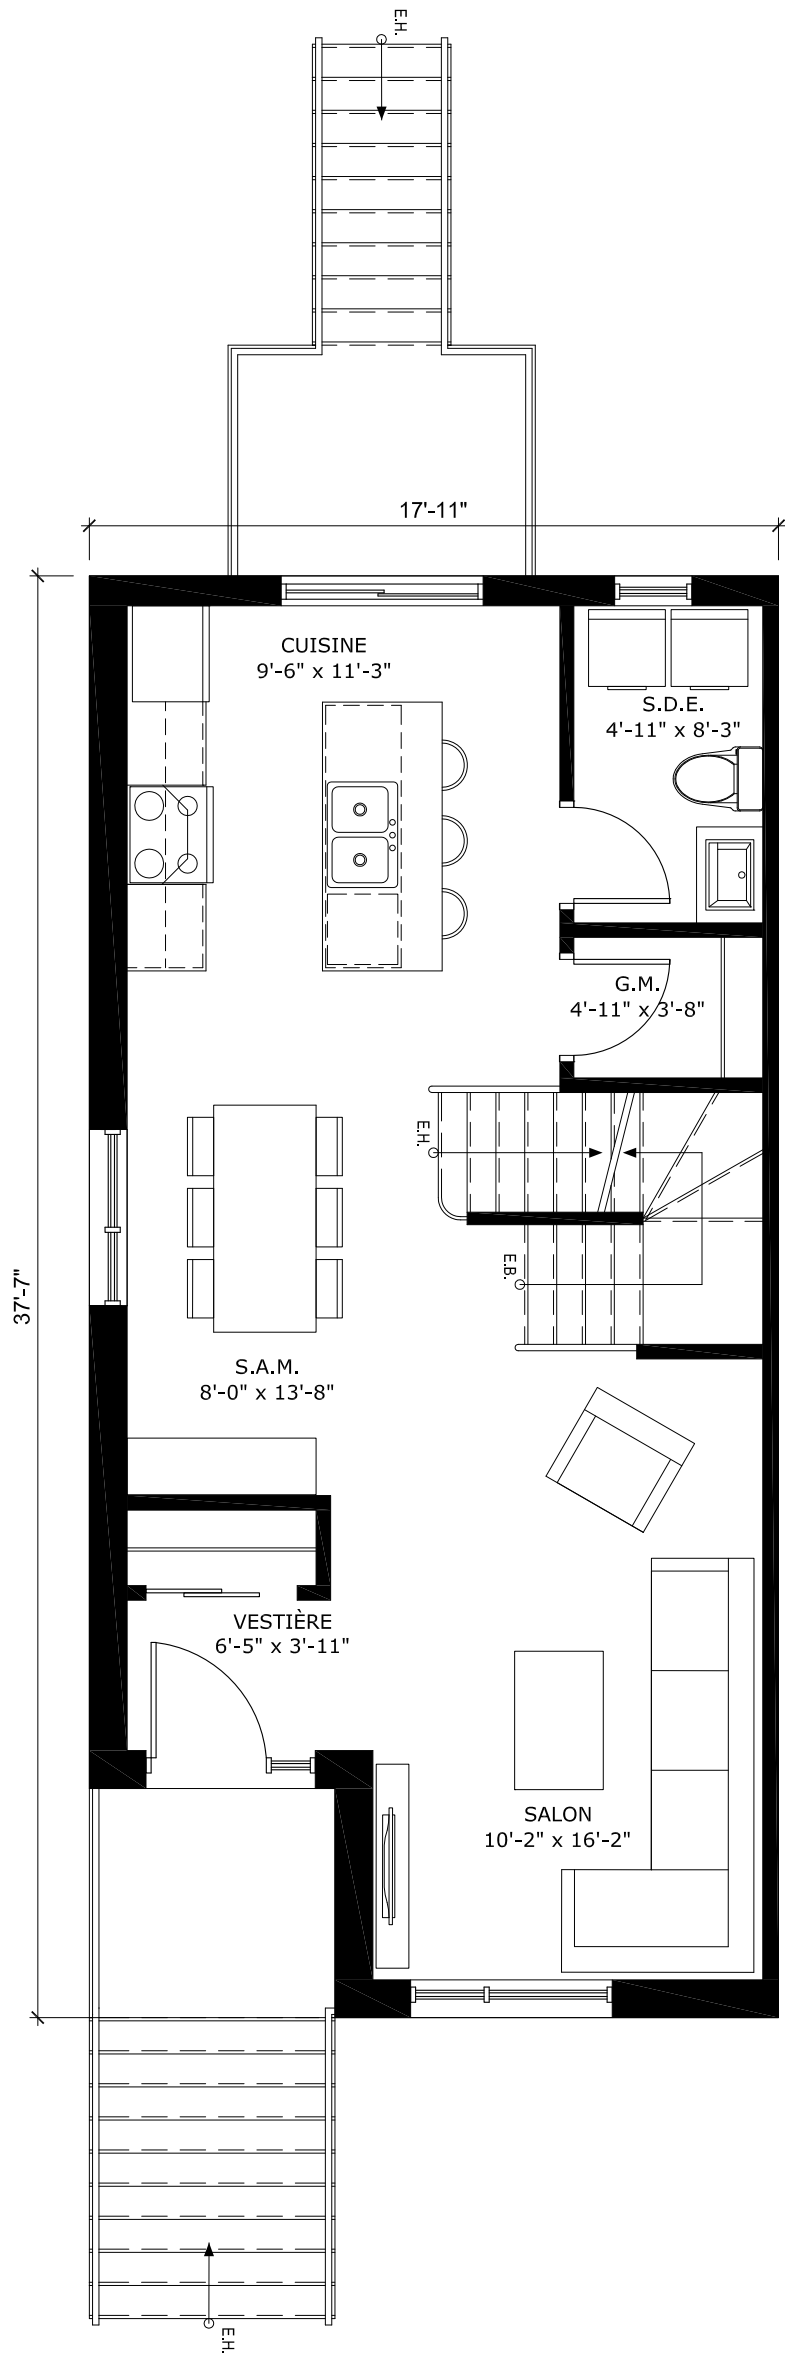 E.H.
17'-11"
CUISINE
9'-6" x 11'-3"
S.D.E.
4'-11" x 8'-3"
G.M.
4'-11" x 3'-8"
E.H.
E.B.
37'-7"
S.A.M.
8'-0" x 13'-8"
VESTIÈRE
6'-5" x 3'-11"
SALON
10'-2" x 16'-2"
E.H.